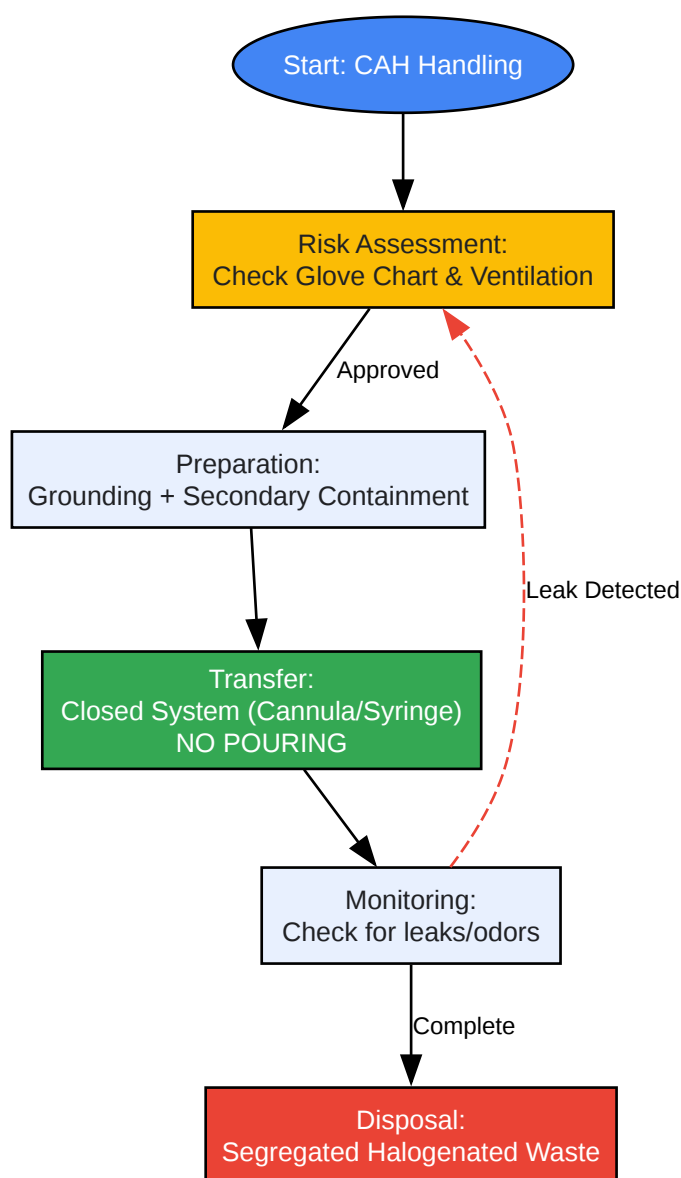 Start: CAH Handling
Risk Assessment:
Check Glove Chart & Ventilation
Approved
Preparation:
Grounding + Secondary Containment
Leak Detected
Transfer:
Closed System (Cannula/Syringe)
NO POURING
Monitoring:
Check for leaks/odors
Complete
Disposal:
Segregated Halogenated Waste